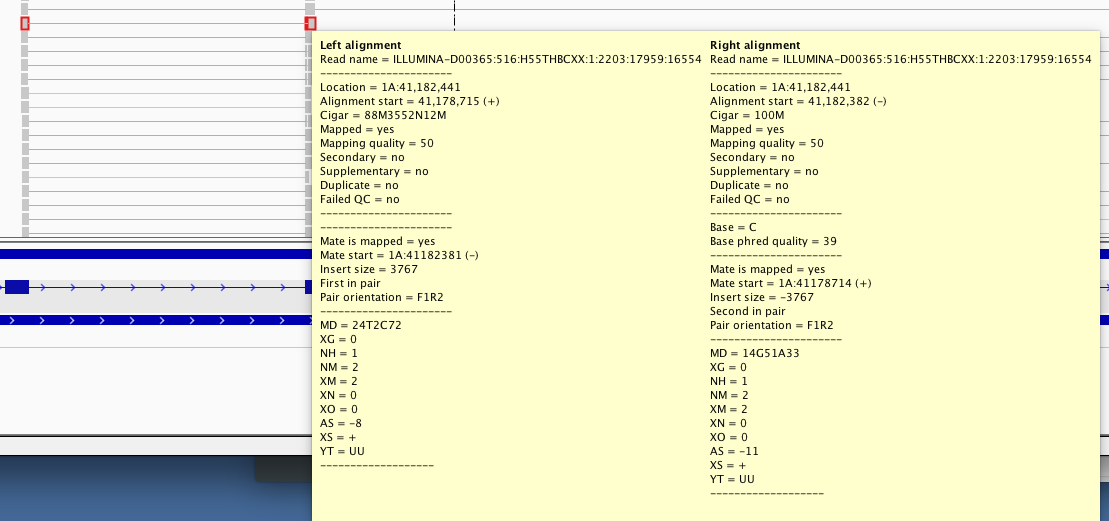 Left alignment
Read name = ILLUMINA-D00365:516:H55THBCXX:1:2203:17959:16554
----------------------
Location = 1A:41,182,441
Alignment start = 41,178,715 (+)
Cigar = 88M3552N12M
Mapped = yes
Mapping quality = 50
Secondary = no
Supplementary = no
Duplicate = no
Failed QC = no
----------------------
----------------------
Mate is mapped = yes
Mate start = 1A:41182381 (-)
Insert size = 3767
First in pair
Pair orientation = F1R2
----------------------
MD = 24T2C72
XG = 0
NH = 1
NM = 2
XM = 2
XN = 0
XO = 0
AS = -8
XS = +
YT = UU
-------------------
Right alignment
Read name = ILLUMINA-D00365:516:H55THBCXX:1:2203:17959:16554
----------------------
Location = 1A:41,182,441
Alignment start = 41,182,382 (-)
Cigar = 100M
Mapped = yes
Mapping quality = 50
Secondary = no
Supplementary = no
Duplicate = no
Failed QC = no
----------------------
Base = C
Base phred quality = 39
----------------------
Mate is mapped = yes
Mate start = 1A:41178714 (+)
Insert size = -3767
Second in pair
Pair orientation = F1R2
----------------------
MD = 14G51A33
XG = 0
NH = 1
NM = 2
XM = 2
XN = 0
XO = 0
AS = -11
XS = +
YT = UU
-------------------